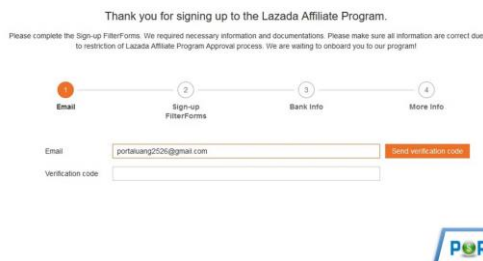 Thank you for signing up to the Lazada Affiliate Program.
Please complete the Sign-up FilterForms. We required necessary information and documentations. Please make sure all information are correct due
to restriction of Lazada Affiliate Program Approval process. We are waiting to onboard you to our program!
1
2
3
4
Email
Sign-up
FilterForms
Bank Info
More Info
Email
portaluang2526@gmail.com
Send verification code
Verification code